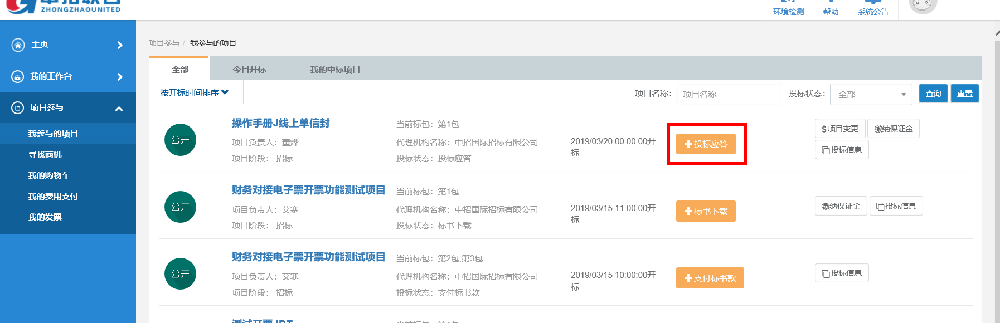 中招联合
ZHONGZHAOUNITED
环境检测
帮助
系统公告
主页
我的工作台
项目参与
我参与的项目
寻找商机
我的购物车
我的费用支付
我的发票
项目参与 / 我参与的项目
全部
今日开标
我的中标项目
按开标时间排序
项目名称:
项目名称
投标状态:
全部
查询
重置
公开
操作手册J线上单信封
项目负责人: 董烨
项目阶段: 招标
当前标包: 第1包
代理机构名称: 中招国际招标有限公司
投标状态: 投标应答
2019/03/20 00:00:00开
标
投标应答
$项目变更
缴纳保证金
投标信息
公开
财务对接电子票开票功能测试项目
项目负责人: 艾寒
项目阶段: 招标
当前标包: 第1包
代理机构名称: 中招国际招标有限公司
投标状态: 标书下载
2019/03/15 11:00:00开
标
标书下载
缴纳保证金
投标信息
公开
财务对接电子票开票功能测试项目
项目负责人: 艾寒
项目阶段: 招标
当前标包: 第2包,第3包
代理机构名称: 中招国际招标有限公司
投标状态: 支付标书款
2019/03/15 10:00:00开
标
支付标书款
投标信息